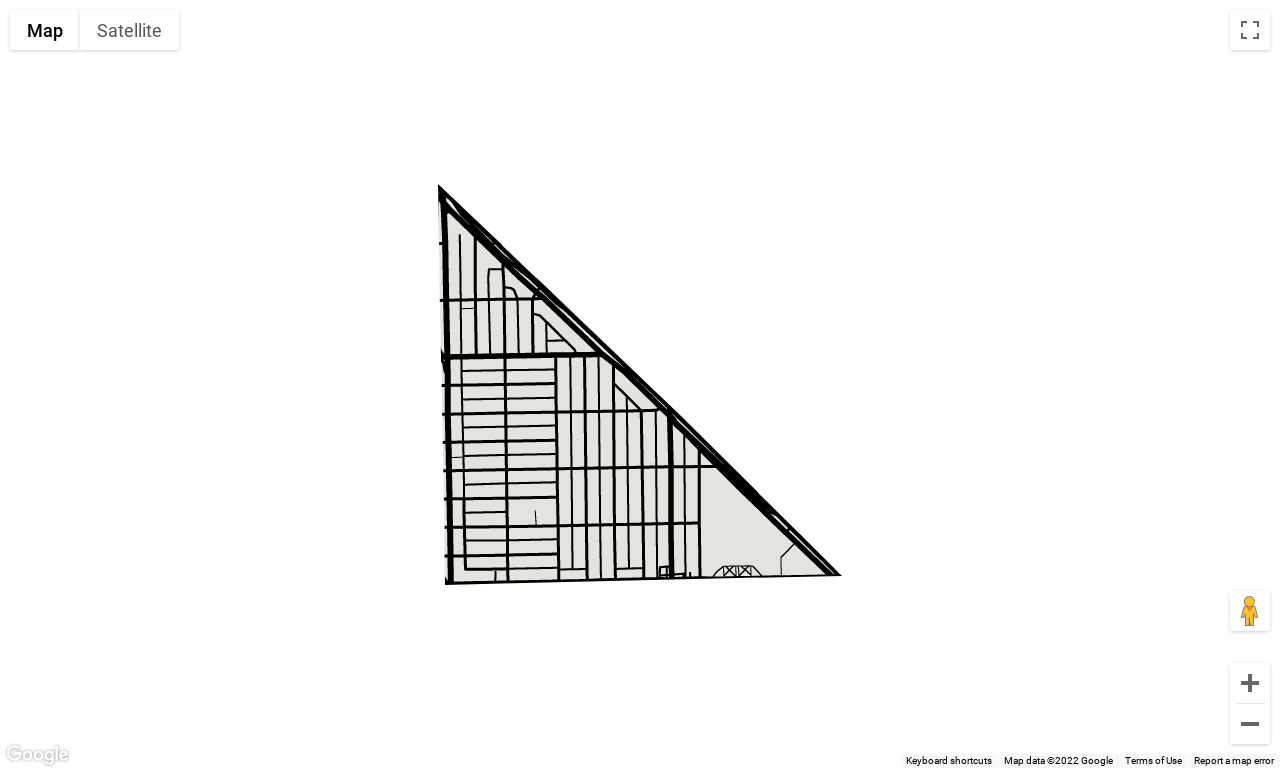 Map Satellite
Google
Keyboard shortcuts Map data ©2022 Google Terms of Use Report a map error